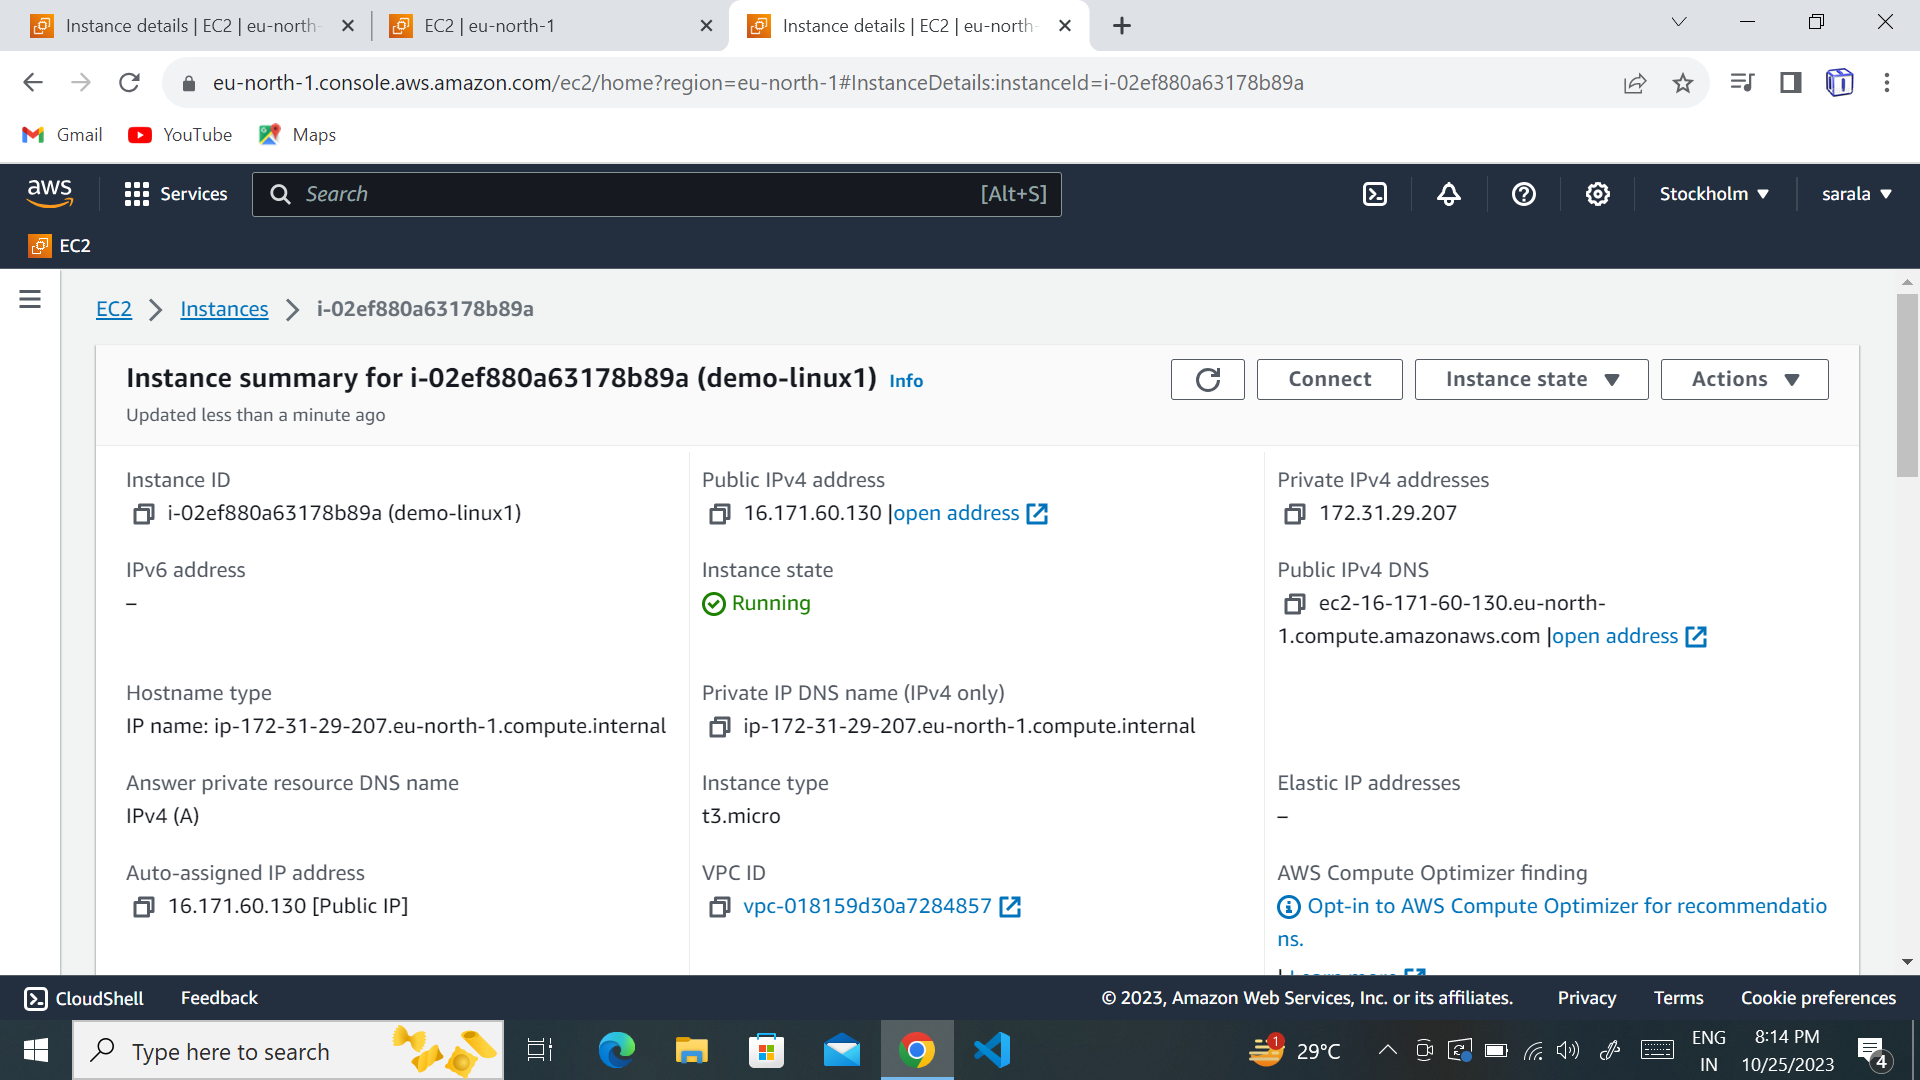 Instance details | EC2 | eu-north-
EC2 | eu-north-1
Instance details | EC2 | eu-north-
eu-north-1.console.aws.amazon.com/ec2/home?region=eu-north-1#InstanceDetails:instanceId=i-02ef880a63178b89a
Gmail YouTube Maps
aws Services Search [Alt+S] Stockholm sarala
EC2
EC2 Instances i-02ef880a63178b89a
Instance summary for i-02ef880a63178b89a (demo-linux1) Info
Updated less than a minute ago
Connect Instance state Actions
Instance ID
i-02ef880a63178b89a (demo-linux1)
Public IPv4 address
16.171.60.130 |open address
Private IPv4 addresses
172.31.29.207
IPv6 address
–
Instance state
Running
Public IPv4 DNS
ec2-16-171-60-130.eu-north-
1.compute.amazonaws.com |open address
Hostname type
IP name: ip-172-31-29-207.eu-north-1.compute.internal
Private IP DNS name (IPv4 only)
ip-172-31-29-207.eu-north-1.compute.internal
Answer private resource DNS name
IPv4 (A)
Instance type
t3.micro
Elastic IP addresses
–
Auto-assigned IP address
16.171.60.130 [Public IP]
VPC ID
vpc-018159d30a7284857
AWS Compute Optimizer finding
Opt-in to AWS Compute Optimizer for recommendatio
ns.
| Learn more
CloudShell Feedback © 2023, Amazon Web Services, Inc. or its affiliates. Privacy Terms Cookie preferences
Type here to search
1
29°C
ENG
IN
8:14 PM
10/25/2023
4